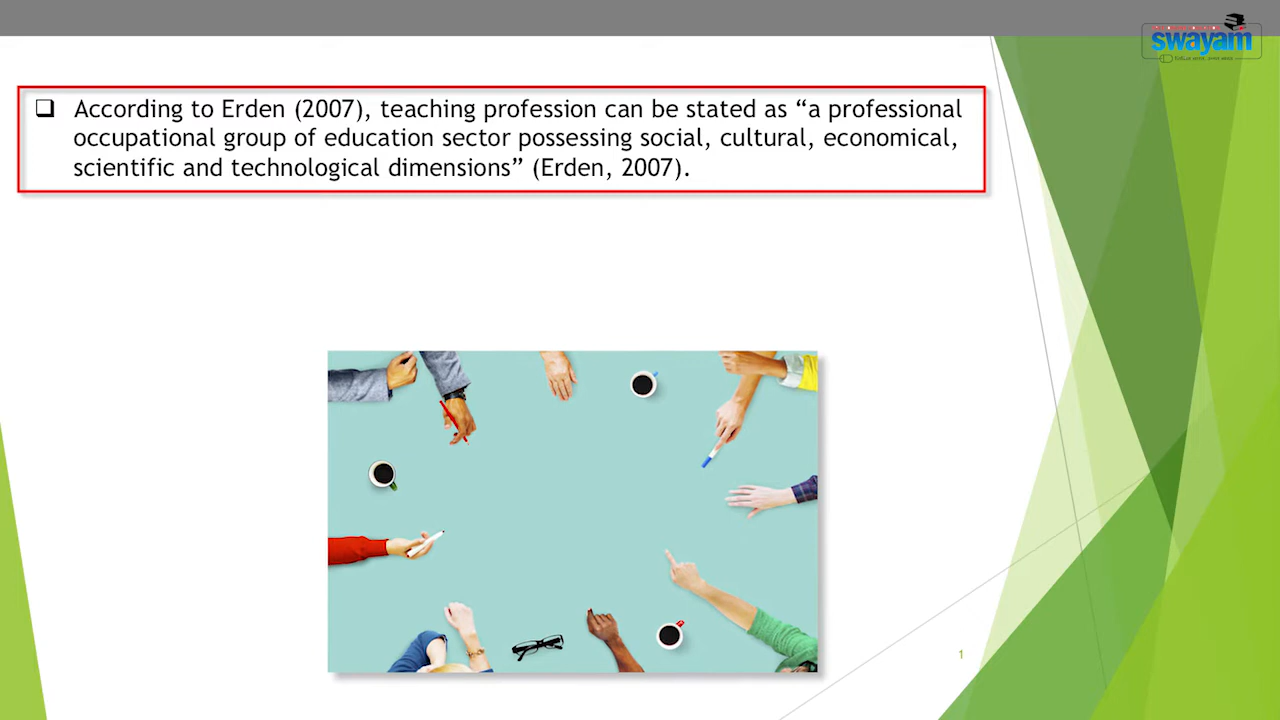 swayam
According to Erden (2007), teaching profession can be stated as “a professional
occupational group of education sector possessing social, cultural, economical,
scientific and technological dimensions” (Erden, 2007).
1